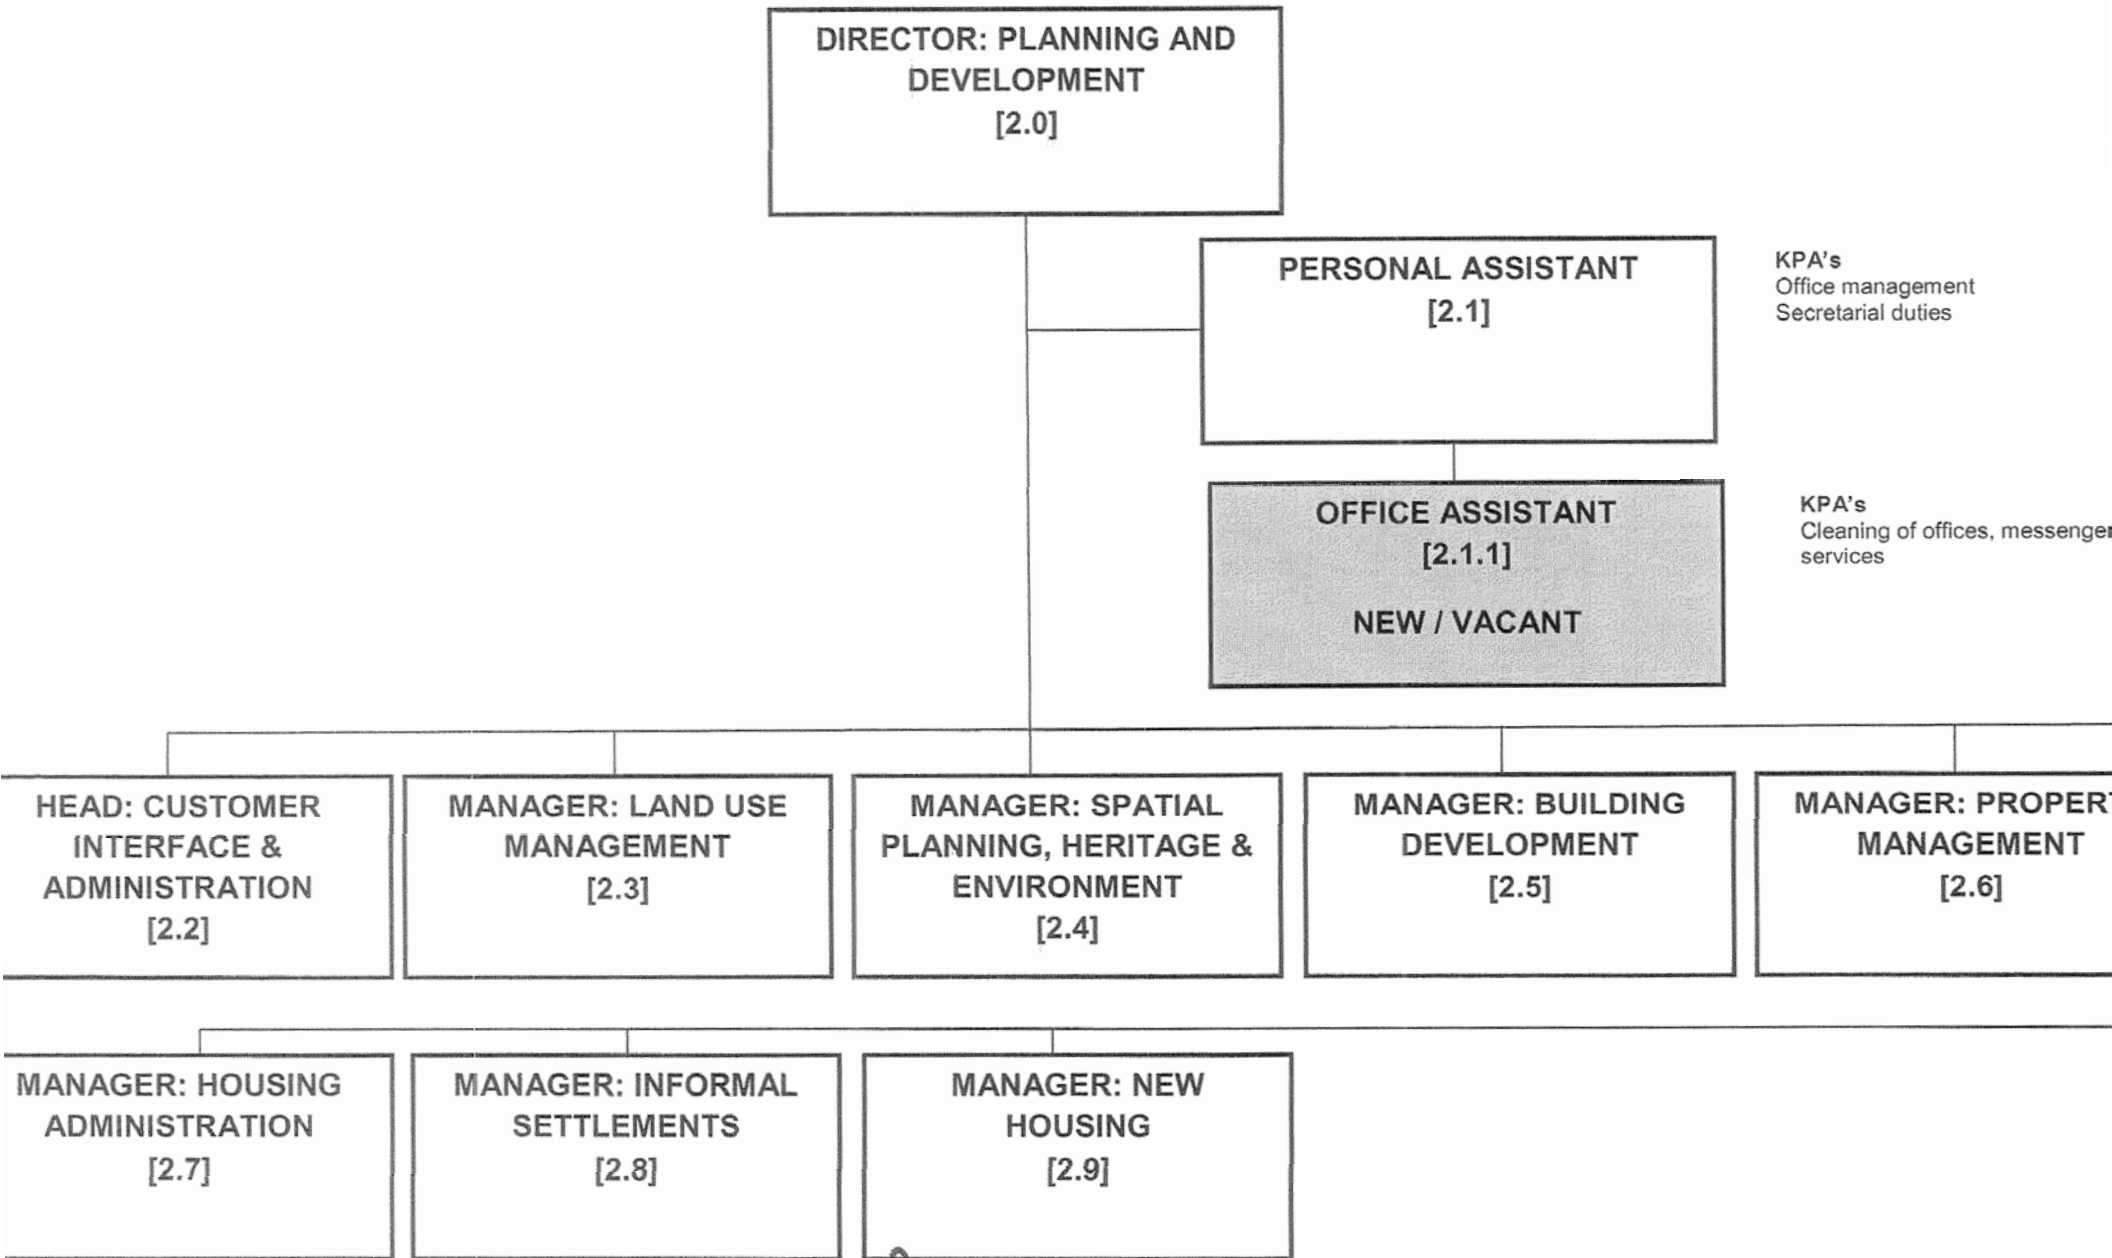 DIRECTOR: PLANNING AND
DEVELOPMENT
[2.0]
PERSONAL ASSISTANT
[2.1]
KPA's
Office management
Secretarial duties
OFFICE ASSISTANT
[2.1.1]
NEW / VACANT
KPA's
Cleaning of offices, messenger
services
HEAD: CUSTOMER
INTERFACE &
ADMINISTRATION
[2.2]
MANAGER: LAND USE
MANAGEMENT
[2.3]
MANAGER: SPATIAL
PLANNING, HERITAGE &
ENVIRONMENT
[2.4]
MANAGER: BUILDING
DEVELOPMENT
[2.5]
MANAGER: PROPERT
MANAGEMENT
[2.6]
MANAGER: HOUSING
ADMINISTRATION
[2.7]
MANAGER: INFORMAL
SETTLEMENTS
[2.8]
MANAGER: NEW
HOUSING
[2.9]